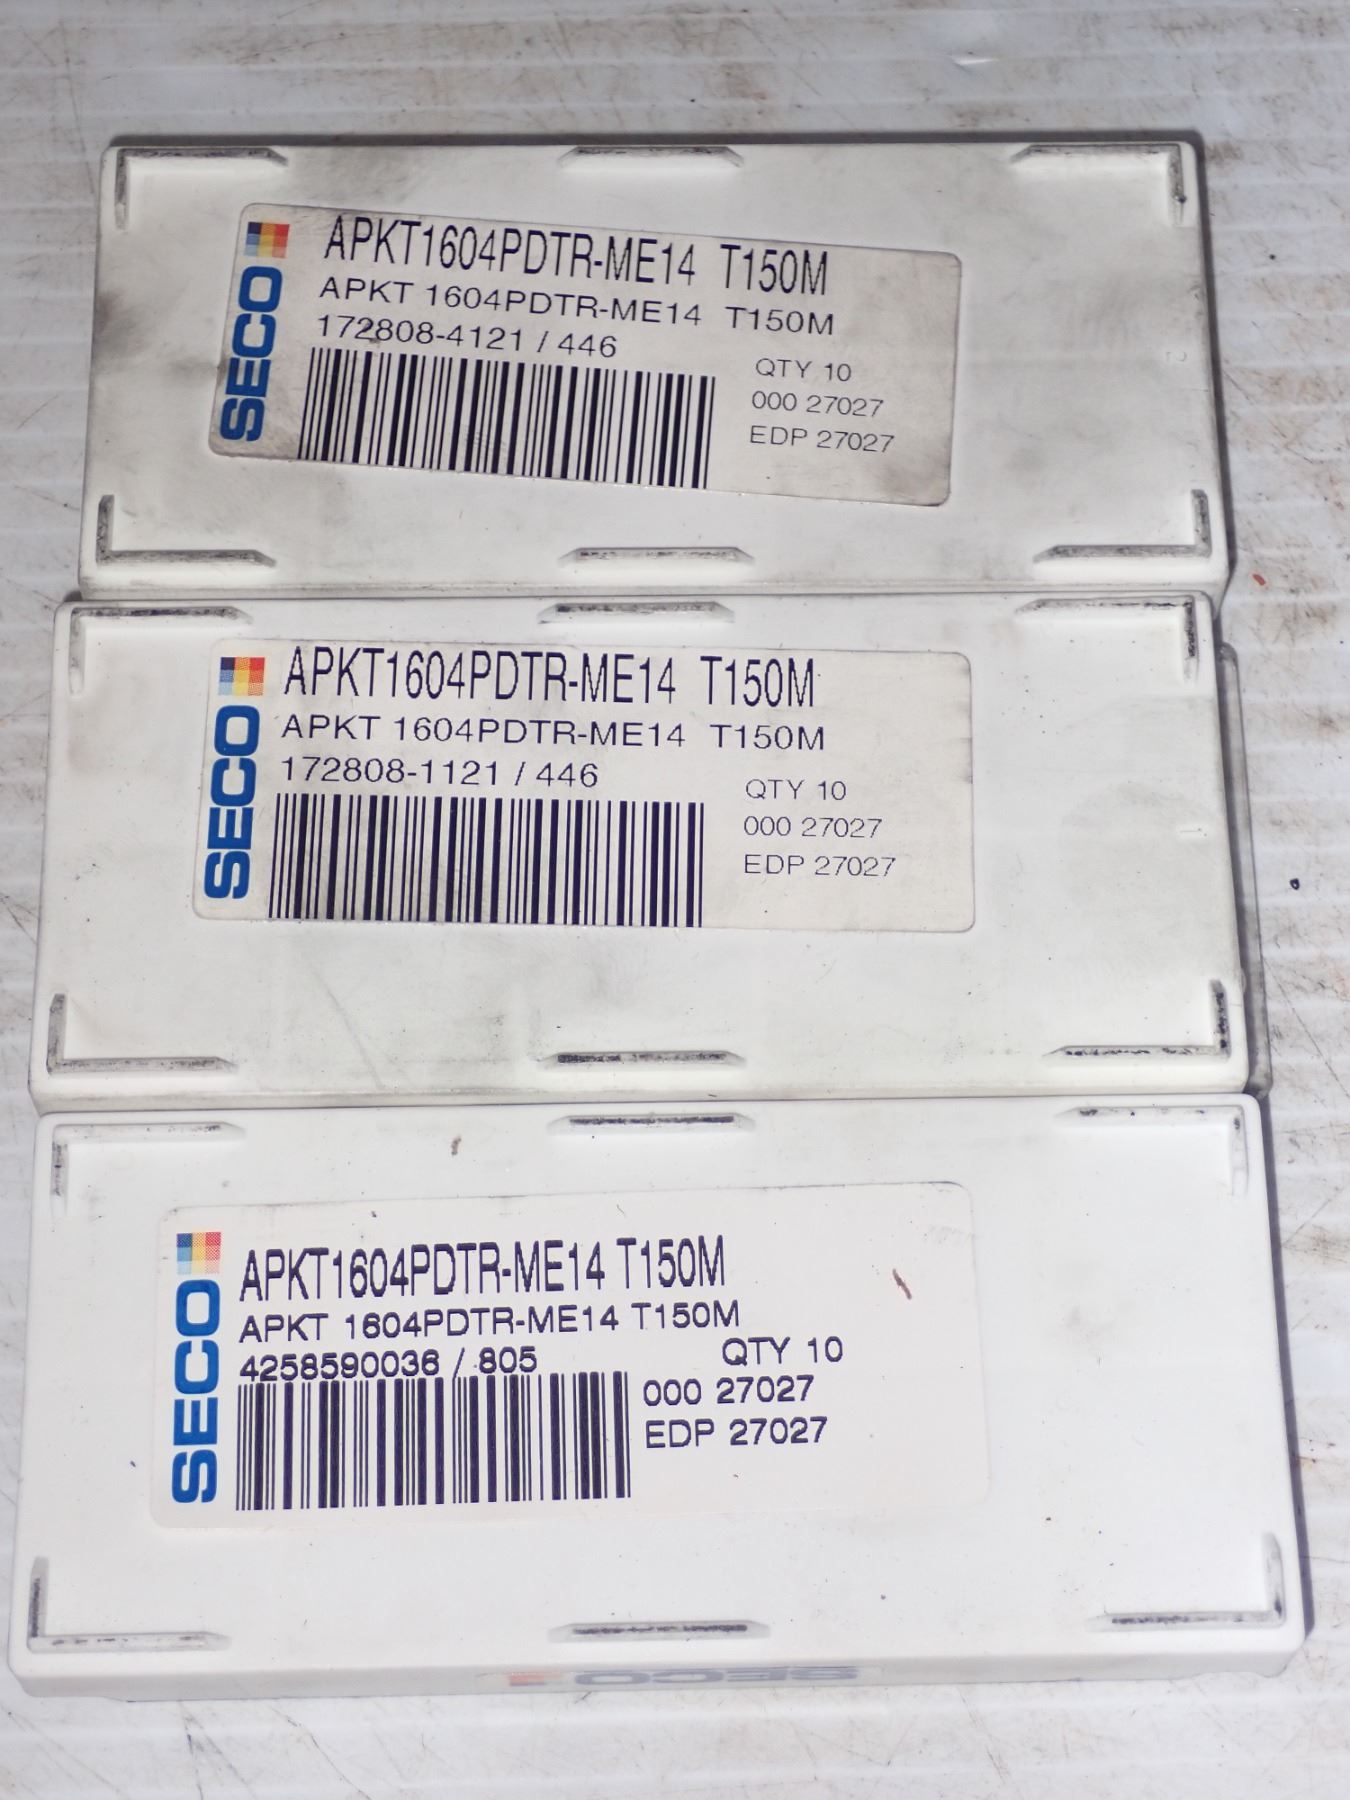 SECO
APKT1604PDTR-ME14 T150M
APKT 1604PDTR-ME14 T150M
172808-4121 / 446
QTY 10
000 27027
EDP 27027
SECO
APKT1604PDTR-ME14 T150M
APKT 1604PDTR-ME14 T150M
172808-1121 / 446
QTY 10
000 27027
EDP 27027
SECO
APKT1604PDTR-ME14 T150M
APKT 1604PDTR-ME14 T150M
4258590036 / 805
QTY 10
000 27027
EDP 27027
SECO